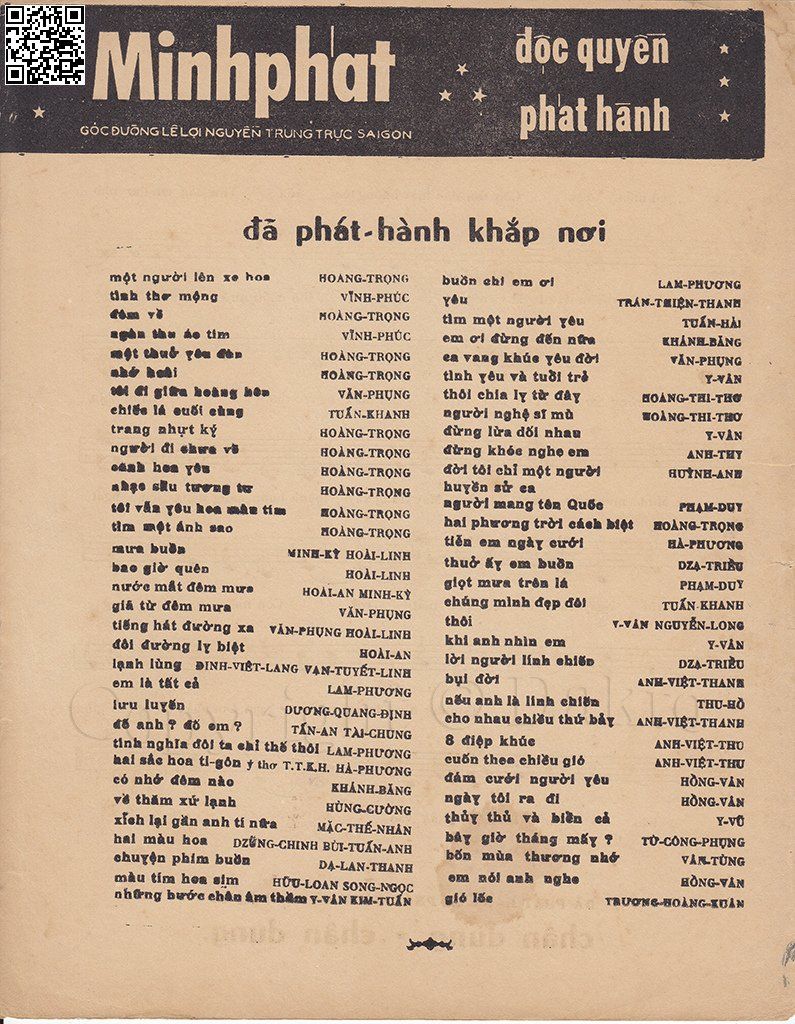 Minhphát
độc quyền
phát hành
GÓC ĐƯỜNG LÊ LỢI NGUYỄN TRUNG TRỰC SAIGON
đã phát-hành khắp nơi
một người lên xe hoa HOÀNG-TRỌNG
tình thơ mộng VĨNH-PHÚC
đêm về HOÀNG-TRỌNG
ngàn thu áo tím VĨNH-PHÚC
một thuở yêu đàn HOÀNG-TRỌNG
nhớ hoài HOÀNG-TRỌNG
tôi đi giữa hoàng hôn VĂN-PHỤNG
chiếc lá cuối cùng TUẤN-KHANH
trang nhựt ký HOÀNG-TRỌNG
người đi chưa về HOÀNG-TRỌNG
cánh hoa yêu HOÀNG-TRỌNG
nhạc sầu tương tư HOÀNG-TRỌNG
tôi vẫn yêu hoa màu tím HOÀNG-TRỌNG
tìm một ánh sao HOÀNG-TRỌNG
mưa buồn MINH-KỲ HOÀI-LINH
bao giờ quên HOÀI-LINH
nước mắt đêm mưa HOÀI-AN MINH-KỲ
giã từ đêm mưa VĂN-PHỤNG
tiếng hát đường xa VĂN-PHỤNG HOÀI-LINH
đôi đường ly biệt HOÀI-AN
lạnh lùng ĐINH-VIỆT-LANG VẠN-TUYẾT-LINH
em là tất cả LAM-PHƯƠNG
lưu luyến DƯƠNG-QUANG-ĐỊNH
đố anh ? đố em ? TẤN-AN TÀI-CHUNG
tình nghĩa đôi ta chỉ thế thôi LAM-PHƯƠNG
hai sắc hoa ti-gôn ý thơ T.T.K.H. HÀ-PHƯƠNG
có nhớ đêm nào KHÁNH-BĂNG
về thăm xứ lạnh HÙNG-CƯỜNG
xích lại gần anh tí nữa MẶC-THẾ-NHÂN
hai màu hoa DZŨNG-CHINH BÙI-TUẤN-ANH
chuyện phim buồn DẠ-LAN-THANH
màu tím hoa sim HỮU-LOAN SONG-NGỌC
những bước chân âm thầm Y-VÂN KIM-TUẤN
buồn chi em ơi LAM-PHƯƠNG
yêu TRẦN-THIỆN-THANH
tìm một người yêu TUẤN-HẢI
em ơi đừng đến nữa KHÁNH-BĂNG
ca vang khúc yêu đời VĂN-PHỤNG
tình yêu và tuổi trẻ Y-VÂN
thôi chia ly từ đây HOÀNG-THI-THƠ
người nghệ sĩ mù HOÀNG-THI-THƠ
đừng lừa dối nhau Y-VÂN
đừng khóc nghe em ANH-THY
đời tôi chỉ một người HUỲNH-ANH
huyền sử ca
người mang tên Quốc PHẠM-DUY
hai phương trời cách biệt HOÀNG-TRỌNG
tiễn em ngày cưới HÀ-PHƯƠNG
thuở ấy em buồn DZẠ-TRIỀU
giọt mưa trên lá PHẠM-DUY
chúng mình đẹp đôi TUẤN KHANH
thôi Y-VÂN NGUYỄN-LONG
khi anh nhìn em Y-VÂN
lời người lính chiến DZẠ-TRIỀU
bụi đời ANH-VIỆT-THANH
nếu anh là lính chiến THU-HỒ
cho nhau chiều thứ bảy ANH-VIỆT-THANH
8 điệp khúc ANH-VIỆT-THU
cuốn theo chiều gió ANH-VIỆT-THU
đám cưới người yêu HỒNG-VÂN
ngày tôi ra đi HỒNG-VÂN
thủy thủ và biển cả Y-VŨ
bây giờ tháng mấy ? TỪ-CÔNG-PHỤNG
bốn mùa thương nhớ VÂN-TÙNG
em nói anh nghe HỒNG-VÂN
gió lốc TRƯƠNG-HOÀNG-XUÂN